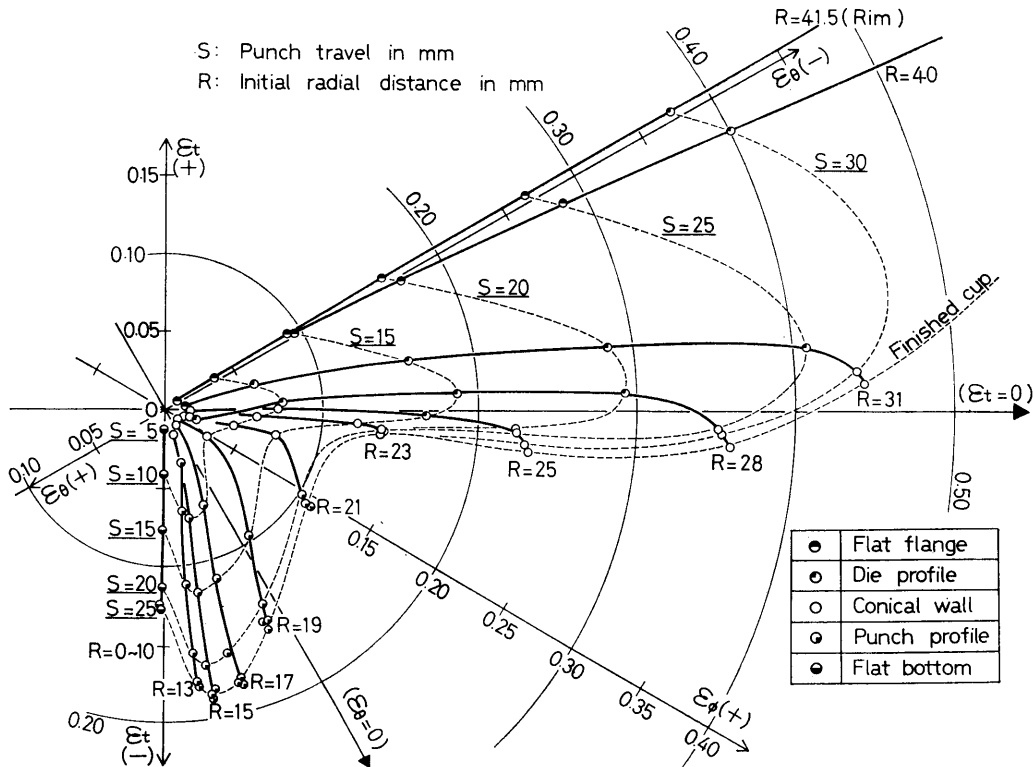 S: Punch travel in mm
R: Initial radial distance in mm
R=41.5(Rim)
εθ(-)
R=40
0.40
0.30
0.20
0.10
εt
(+)
0.15
0.10
0.05
0
S=30
S=25
S=20
S=15
Finished cup
(εt=0)
R=31
R=28
R=25
R=23
R=21
0.05
0.10
εθ(+)
S= 5
S=10
S=15
S=20
S=25
R=0~10
R=13
R=15
R=17
R=19
0.20
εt
(-)
(εθ=0)
0.15
0.20
0.25
0.30
0.35
0.40
εϕ(+)
0.50
Flat flange
Die profile
Conical wall
Punch profile
Flat bottom